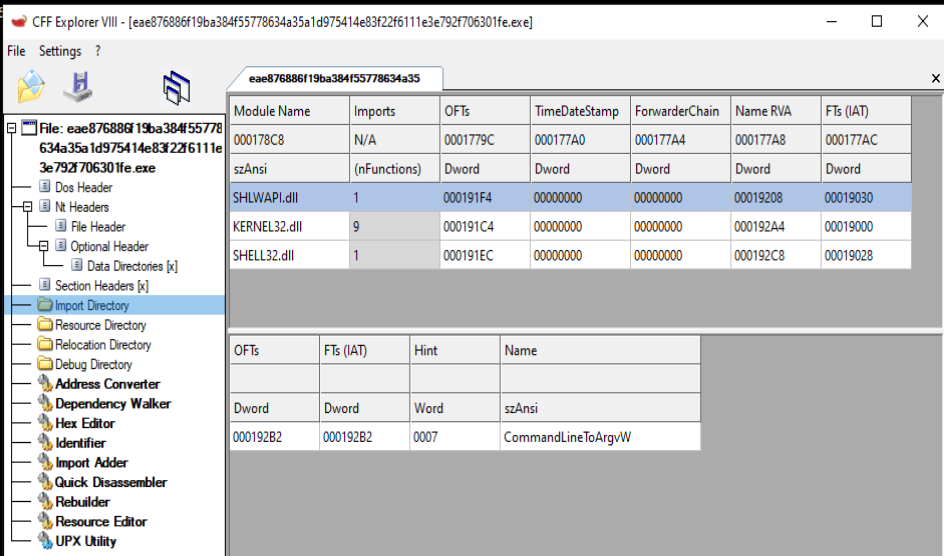 CFF Explorer VIII - [eae876886f19ba384f55778634a35a1d975414e83f22f6111e3e792f706301fe.exe]
File Settings ?
eae876886f19ba384f55778634a35
File: eae876886f19ba384f55778
634a35a1d975414e83f22f6111e
3e792f706301fe.exe
Dos Header
Nt Headers
File Header
Optional Header
Data Directories [x]
Section Headers [x]
Import Directory
Resource Directory
Relocation Directory
Debug Directory
Address Converter
Dependency Walker
Hex Editor
Identifier
Import Adder
Quick Disassembler
Rebuilder
Resource Editor
UPX Utility
Module Name Imports OFTs TimeDateStamp ForwarderChain Name RVA FTs (IAT)
000178C8 N/A 0001779C 000177A0 000177A4 000177A8 000177AC
szAnsi (nFunctions) Dword Dword Dword Dword Dword
SHLWAPI.dll 1 000191F4 00000000 00000000 00019208 00019030
KERNEL32.dll 9 000191C4 00000000 00000000 000192A4 00019000
SHELL32.dll 1 000191EC 00000000 00000000 000192C8 00019028
OFTs FTs (IAT) Hint Name
Dword Dword Word szAnsi
000192B2 000192B2 0007 CommandLineToArgvW